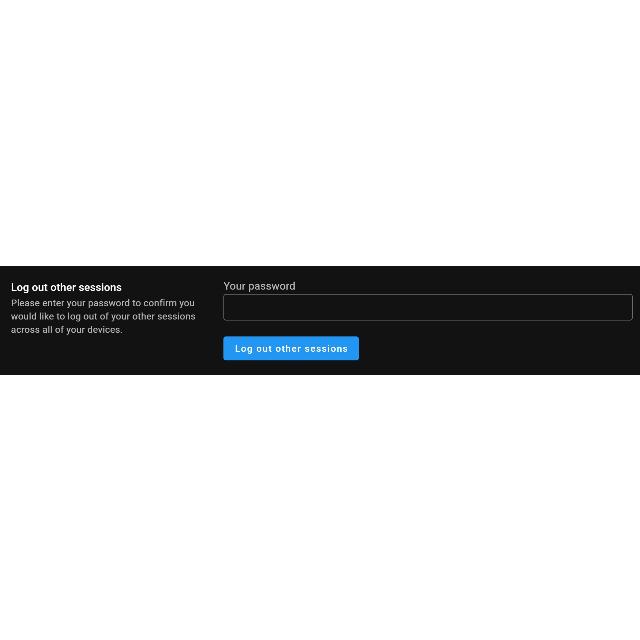 Log out other sessions
Please enter your password to confirm you
would like to log out of your other sessions
across all of your devices.
Your password
Log out other sessions